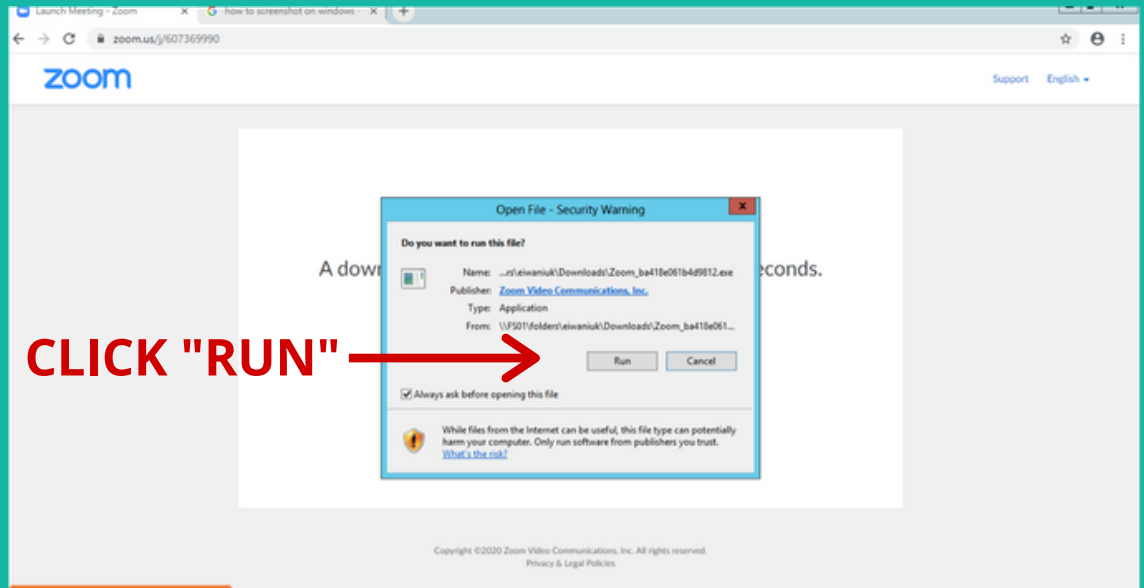 Launch Meeting - Zoom
how to screenshot on windows -
zoom.us/j/607369990
zoom
Support English
Open File - Security Warning
Do you want to run this file?
A down
econds.
Name: ...rs\eiwaniuk\Downloads\Zoom_ba418e061b4d9812.exe
Publisher: Zoom Video Communications, Inc.
Type: Application
From: \\FS01\folders\eiwaniuk\Downloads\Zoom_ba418e061...
CLICK "RUN"
Run Cancel
Always ask before opening this file
While files from the Internet can be useful, this file type can potentially
harm your computer. Only run software from publishers you trust.
What's the risk?
Copyright ©2020 Zoom Video Communications, Inc. All rights reserved.
Privacy & Legal Policies